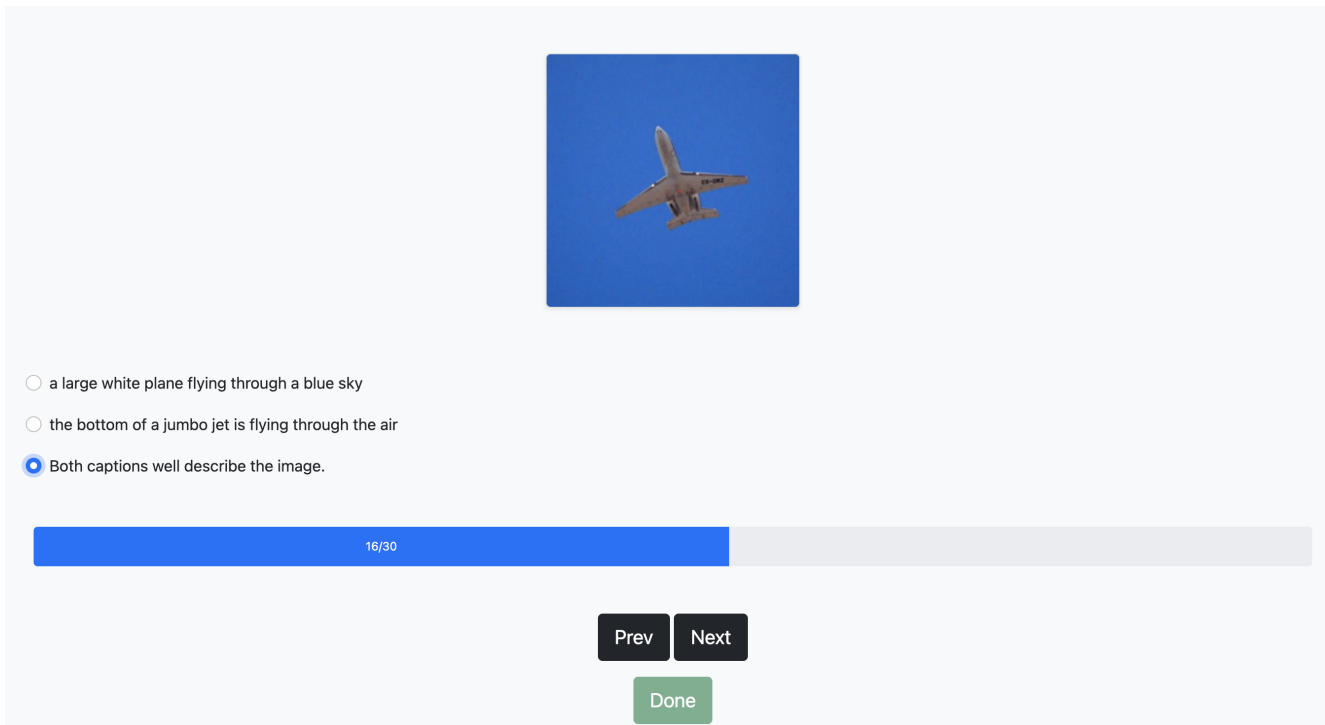 a large white plane flying through a blue sky
the bottom of a jumbo jet is flying through the air
Both captions well describe the image.
16/30
Prev Next
Done